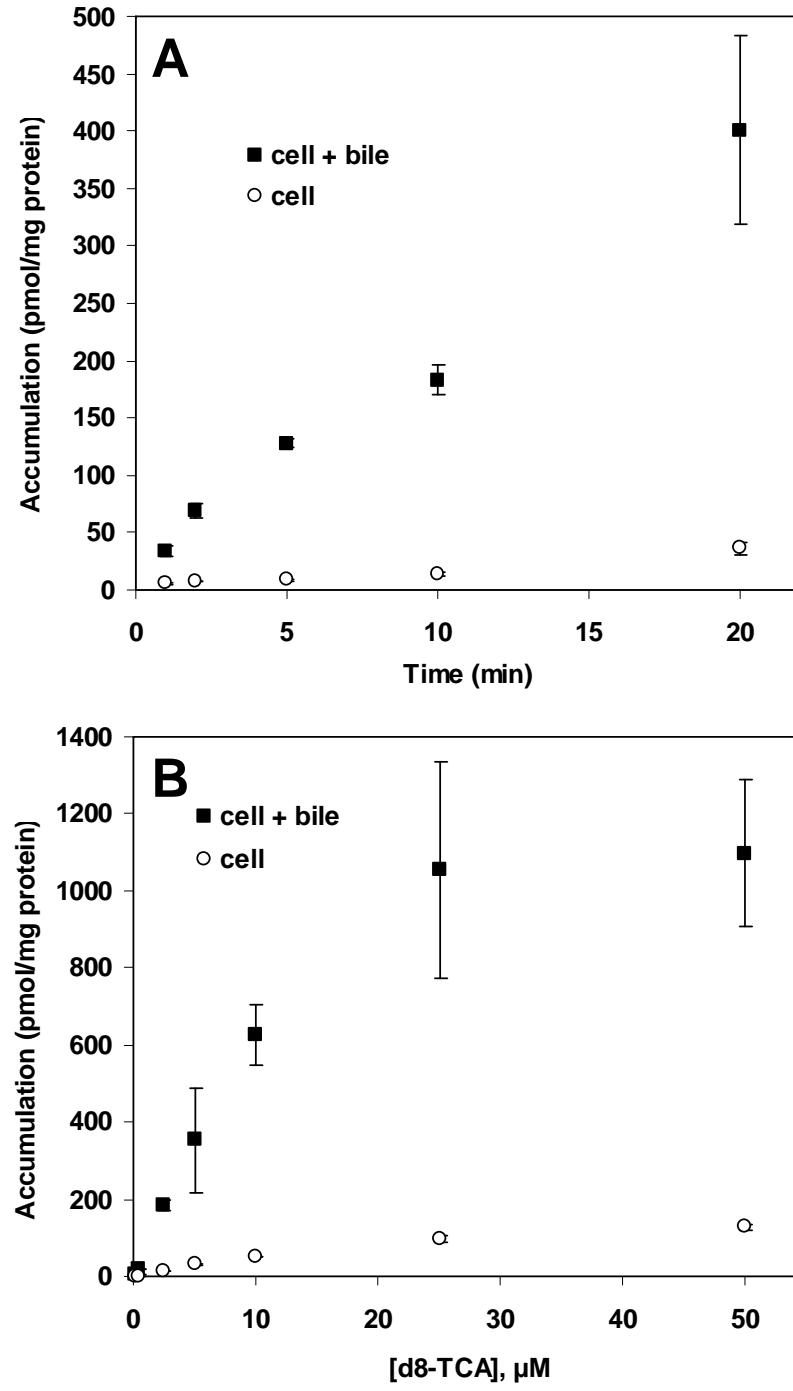 A
Accumulation (pmol/mg protein)
500
450
400
350
300
250
200
150
100
50
0
cell + bile
cell
0 5 10 15 20
Time (min)
B
Accumulation (pmol/mg protein)
1400
1200
1000
800
600
400
200
0
cell + bile
cell
0 10 20 30 40 50
[d8-TCA], µM